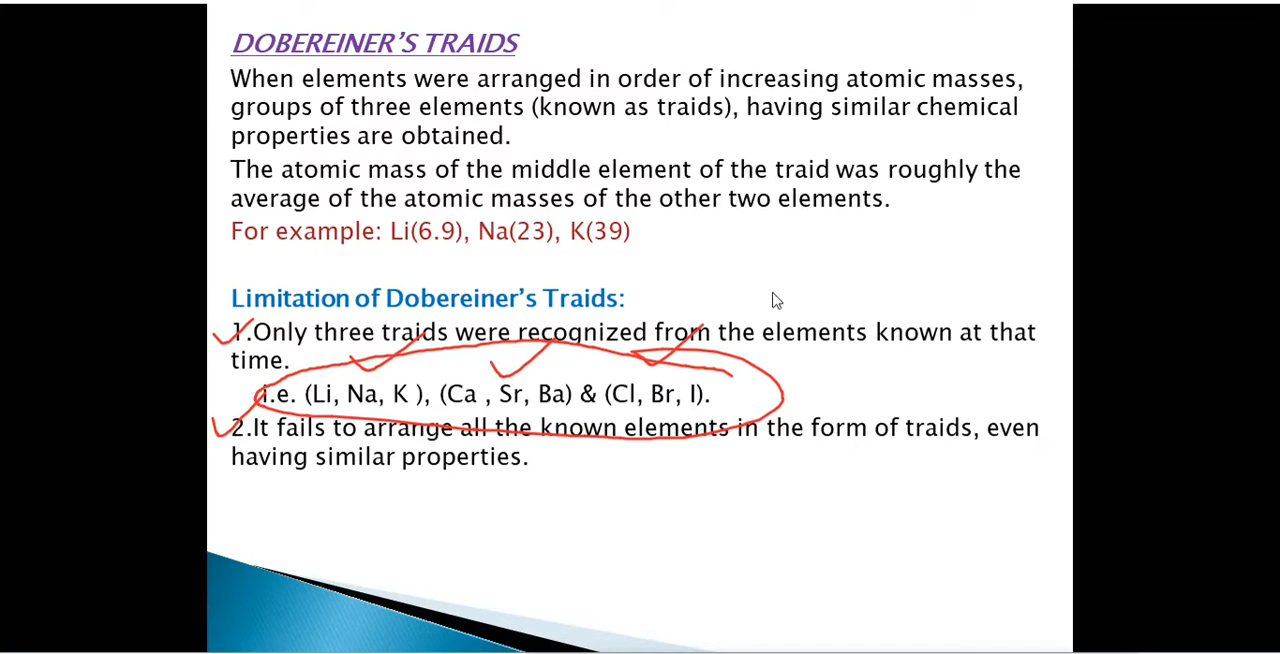 DOBEREINER'S TRAIDS
When elements were arranged in order of increasing atomic masses,
groups of three elements (known as traids), having similar chemical
properties are obtained.
The atomic mass of the middle element of the traid was roughly the
average of the atomic masses of the other two elements.
For example: Li(6.9), Na(23), K(39)
Limitation of Dobereiner's Traids:
1.Only three traids were recognized from the elements known at that
time.
i.e. (Li, Na, K ), (Ca , Sr, Ba) & (Cl, Br, I).
2.It fails to arrange all the known elements in the form of traids, even
having similar properties.